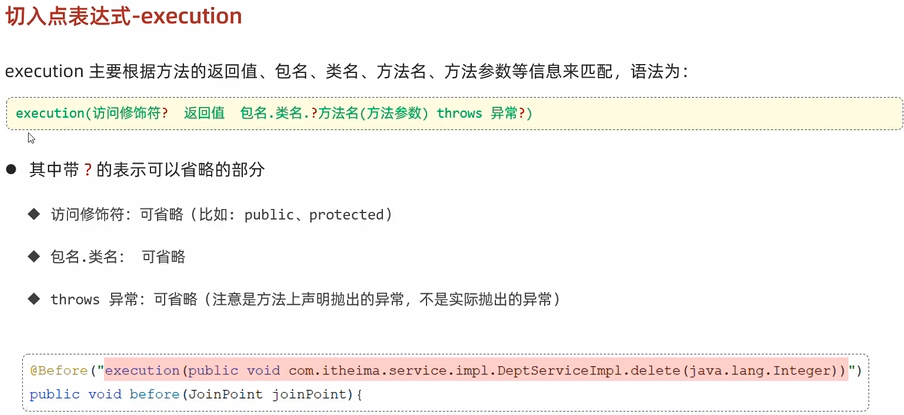 切入点表达式-execution
execution 主要根据方法的返回值、包名、类名、方法名、方法参数等信息来匹配，语法为：
execution(访问修饰符? 返回值 包名.类名.?方法名(方法参数) throws 异常?)
● 其中带 ? 的表示可以省略的部分
◆ 访问修饰符：可省略（比如: public、protected）
◆ 包名.类名： 可省略
◆ throws 异常：可省略（注意是方法上声明抛出的异常，不是实际抛出的异常）
@Before("execution(public void com.itheima.service.impl.DeptServiceImpl.delete(java.lang.Integer))")
public void before(JoinPoint joinPoint){